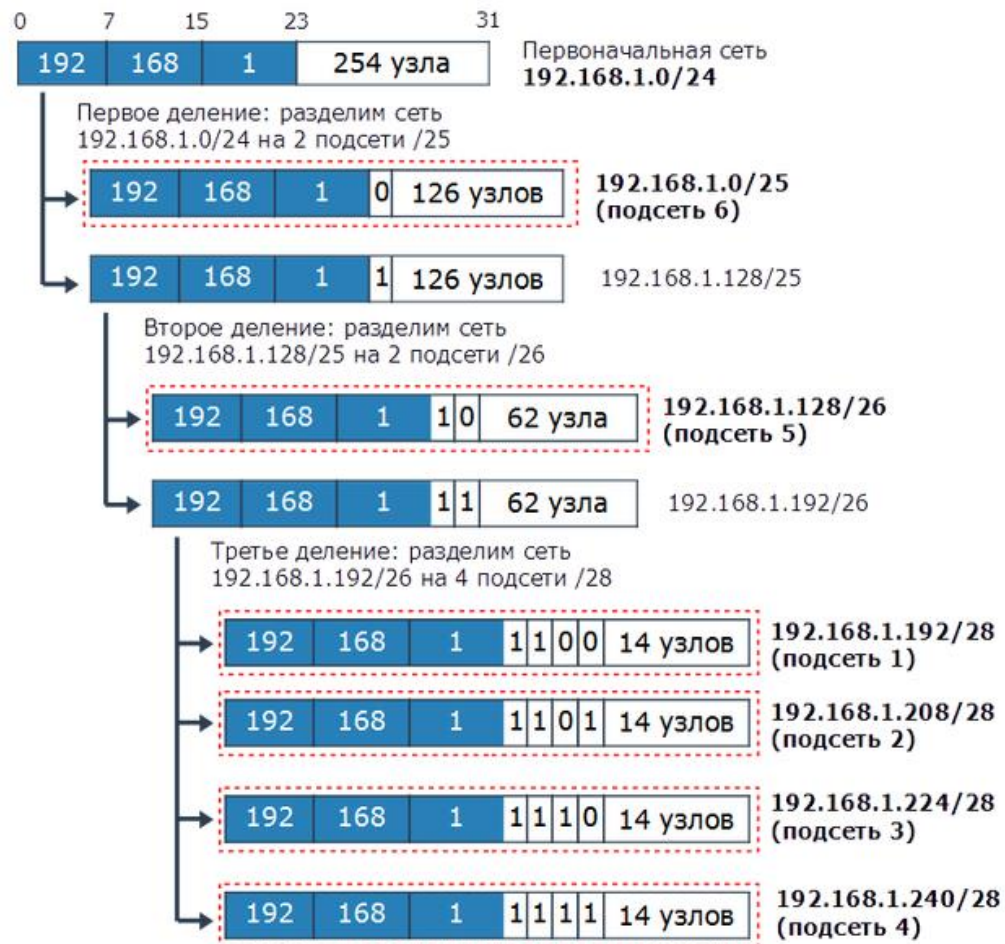 0 7 15 23 31
192 168 1 254 узла
Первоначальная сеть
192.168.1.0/24
Первое деление: разделим сеть
192.168.1.0/24 на 2 подсети /25
192 168 1 0 126 узлов
192.168.1.0/25
(подсеть 6)
192 168 1 1 126 узлов
192.168.1.128/25
Второе деление: разделим сеть
192.168.1.128/25 на 2 подсети /26
192 168 1 1 0 62 узла
192.168.1.128/26
(подсеть 5)
192 168 1 1 1 62 узла
192.168.1.192/26
Третье деление: разделим сеть
192.168.1.192/26 на 4 подсети /28
192 168 1 1 1 0 0 14 узлов
192.168.1.192/28
(подсеть 1)
192 168 1 1 1 0 1 14 узлов
192.168.1.208/28
(подсеть 2)
192 168 1 1 1 1 0 14 узлов
192.168.1.224/28
(подсеть 3)
192 168 1 1 1 1 1 14 узлов
192.168.1.240/28
(подсеть 4)